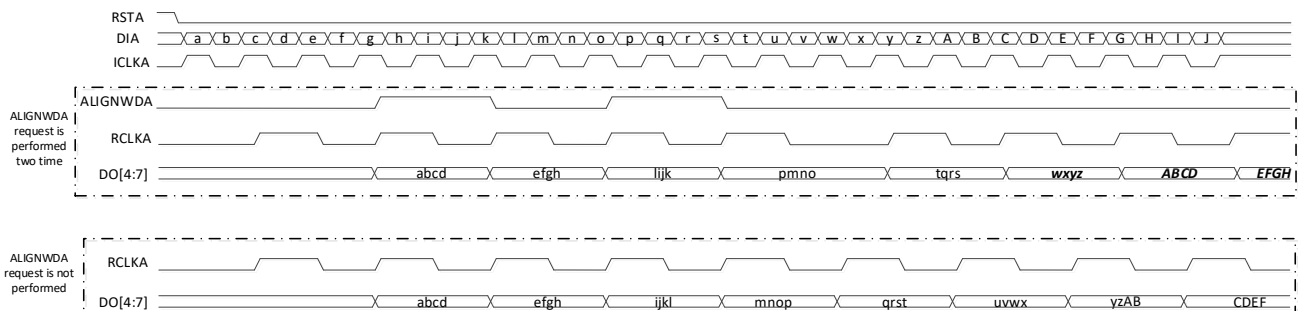 RSTA
DIA a b c d e f g h i j k l m n o p q r s t u v w x y z A B C D E F G H I J
ICLKA
ALIGNWDA
request is
performed
two time
ALIGNWDA
RCLKA
DO[4:7] abcd efgh lijk pmno tqrs wxyz ABCD EFGH
ALIGNWDA
request is not
performed
RCLKA
DO[4:7] abcd efgh ijkl mnop qrst uvwx yzAB CDEF